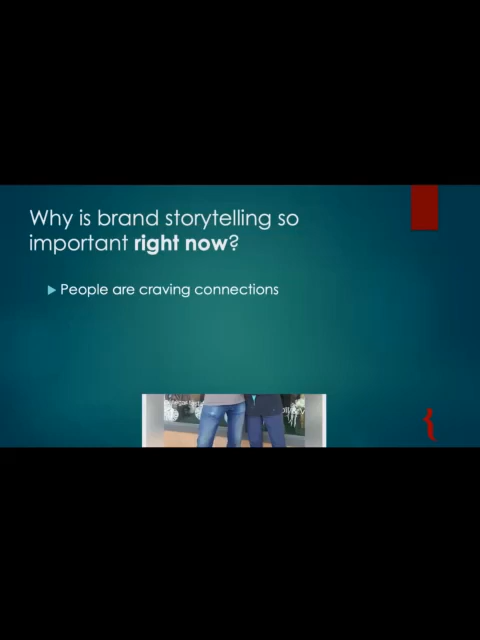 Why is brand storytelling so
important right now?
People are craving connections
{